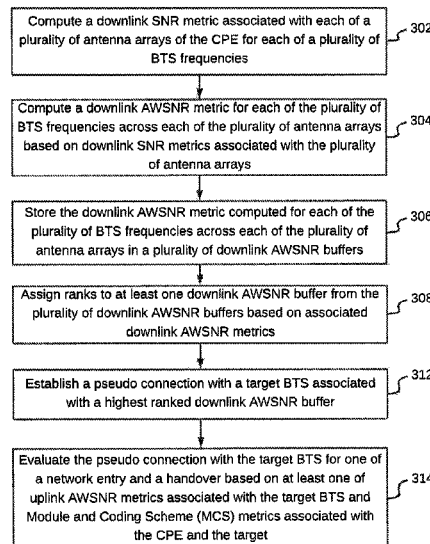 Compute a downlink SNR metric associated with each of a
plurality of antenna arrays of the CPE for each of a plurality of
BTS frequencies
302
Compute a downlink AWSNR metric for each of the plurality of
BTS frequencies across each of the plurality of antenna arrays
based on downlink SNR metrics associated with the plurality
of antenna arrays
304
Store the downlink AWSNR metric computed for each of the
plurality of BTS frequencies across each of the plurality of
antenna arrays in a plurality of downlink AWSNR buffers
306
Assign ranks to at least one downlink AWSNR buffer from the
plurality of downlink AWSNR buffers based on associated
downlink AWSNR metrics
308
Establish a pseudo connection with a target BTS associated
with a highest ranked downlink AWSNR buffer
312
Evaluate the pseudo connection with the target BTS for one of
a network entry and a handover based on at least one of
uplink AWSNR metrics associated with the target BTS and
Module and Coding Scheme (MCS) metrics associated with
the CPE and the target
314